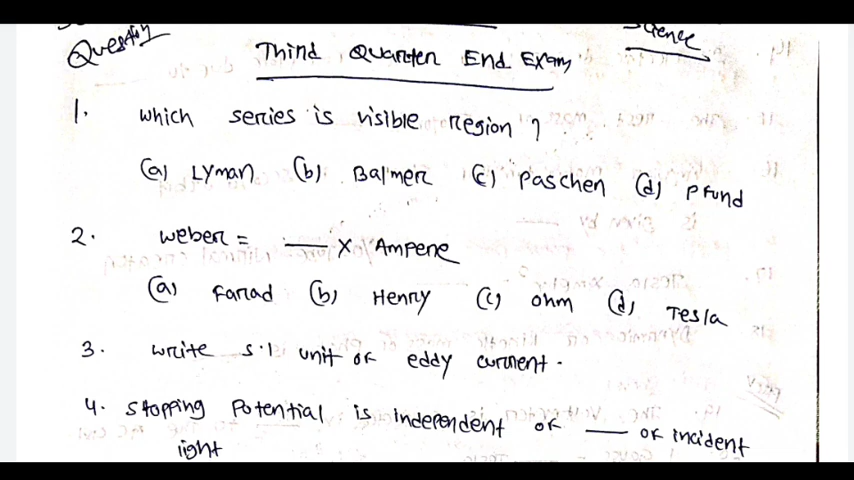 Question
Science
Third Quarter End Exam
1. which series is visible region ?
(a) Lyman (b) Balmer (c) Paschen (d) Pfund
2. Weber = ___ X Ampere
(a) Farad (b) Henry (c) ohm (d) Tesla
3. write s.I unit of eddy current.
4. stopping potential is independent of ___ of incident
light